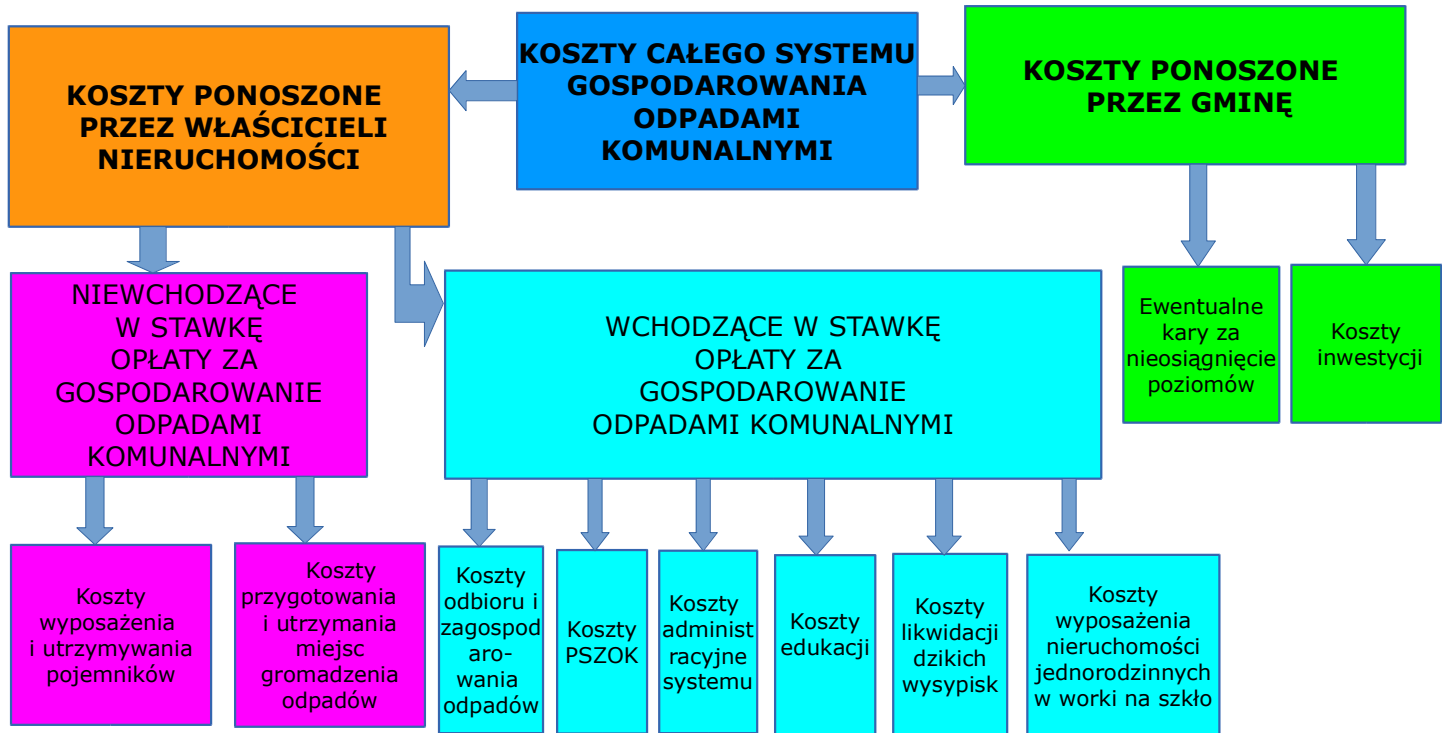 KOSZTY CAŁEGO SYSTEMU
GOSPODAROWANIA
ODPADAMI
KOMUNALNYMI
KOSZTY PONOSZONE
PRZEZ WŁAŚCICIELI
NIERUCHOMOŚCI
KOSZTY PONOSZONE
PRZEZ GMINĘ
NIEWCHODZĄCE
W STAWKĘ
OPŁATY ZA
GOSPODAROWANIE
ODPADAMI
KOMUNALNYMI
WCHODZĄCE W STAWKĘ
OPŁATY ZA
GOSPODAROWANIE
ODPADAMI KOMUNALNYMI
Ewentualne
kary za
nieosiągnięcie
poziomów
Koszty
inwestycji
Koszty
wyposażenia
i utrzymywania
pojemników
Koszty
przygotowania
i utrzymania
miejsc
gromadzenia
odpadów
Koszty
odbioru i
zagospod
aro-
wania
odpadów
Koszty
PSZOK
Koszty
administ
racyjne
systemu
Koszty
edukacji
Koszty
likwidacji
dzikich
wysypisk
Koszty
wyposażenia
nieruchomości
jednorodzinnych
w worki na szkło